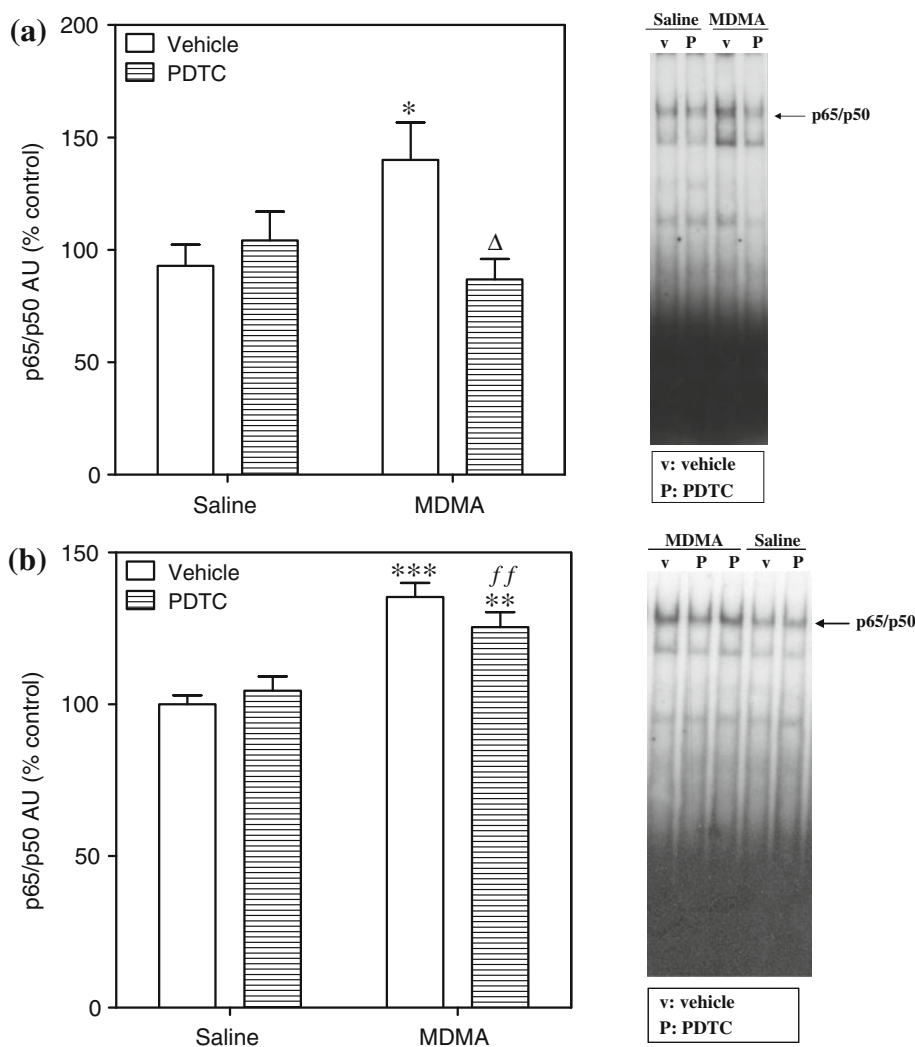 (a)
p65/p50 AU (% control)
200
150
100
50
0
Vehicle
PDTC
*
Δ
Saline
MDMA
Saline MDMA
v P v P
p65/p50
v: vehicle
P: PDTC
(b)
p65/p50 AU (% control)
150
100
50
0
Vehicle
PDTC
***
ƒƒ
**
Saline
MDMA
MDMA Saline
v P P v P
p65/p50
v: vehicle
P: PDTC